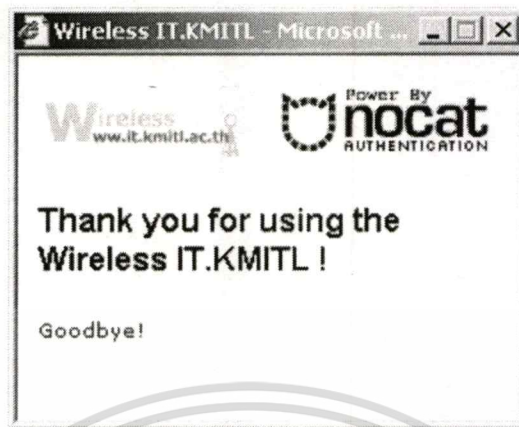 Wireless IT.KMITL - Microsoft ...
Wireless
www.it.kmitl.ac.th
Power By
nocat
AUTHENTICATION
Thank you for using the
Wireless IT.KMITL !
Goodbye!